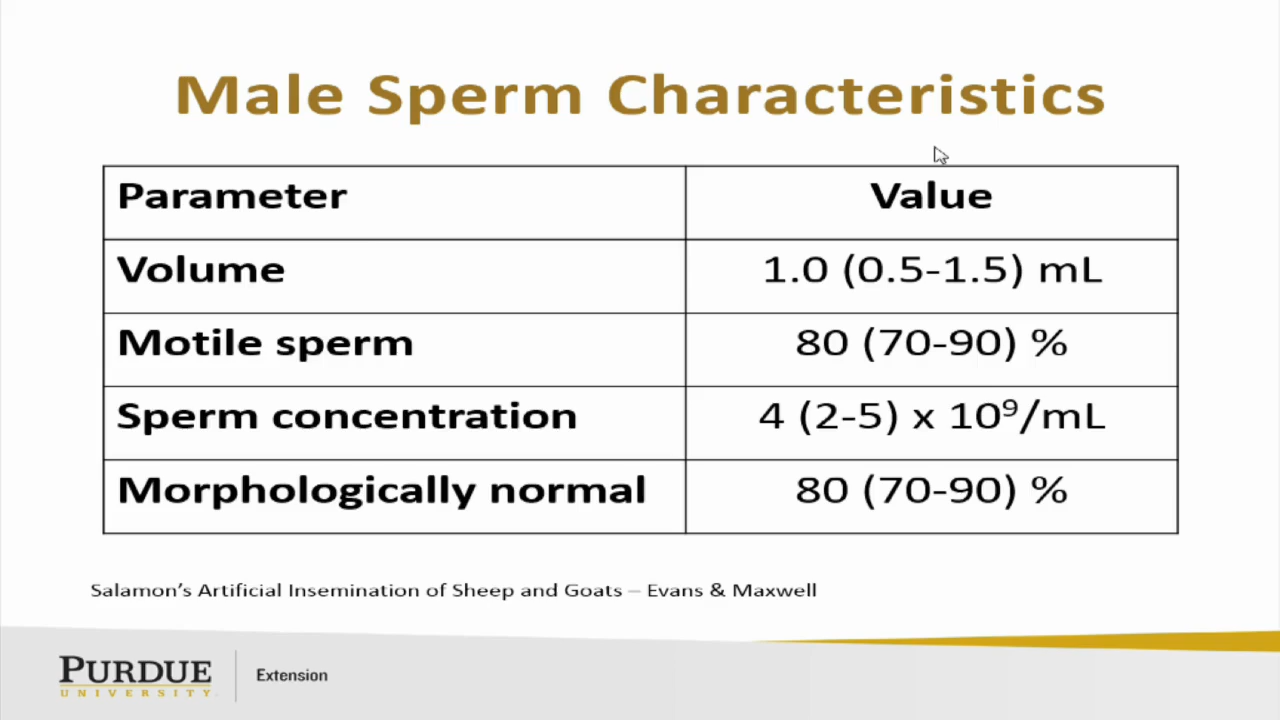 Male Sperm Characteristics
Parameter Value
Volume 1.0 (0.5-1.5) mL
Motile sperm 80 (70-90) %
Sperm concentration 4 (2-5) x 10⁹/mL
Morphologically normal 80 (70-90) %
Salamon’s Artificial Insemination of Sheep and Goats – Evans & Maxwell
PURDUE
UNIVERSITY
Extension